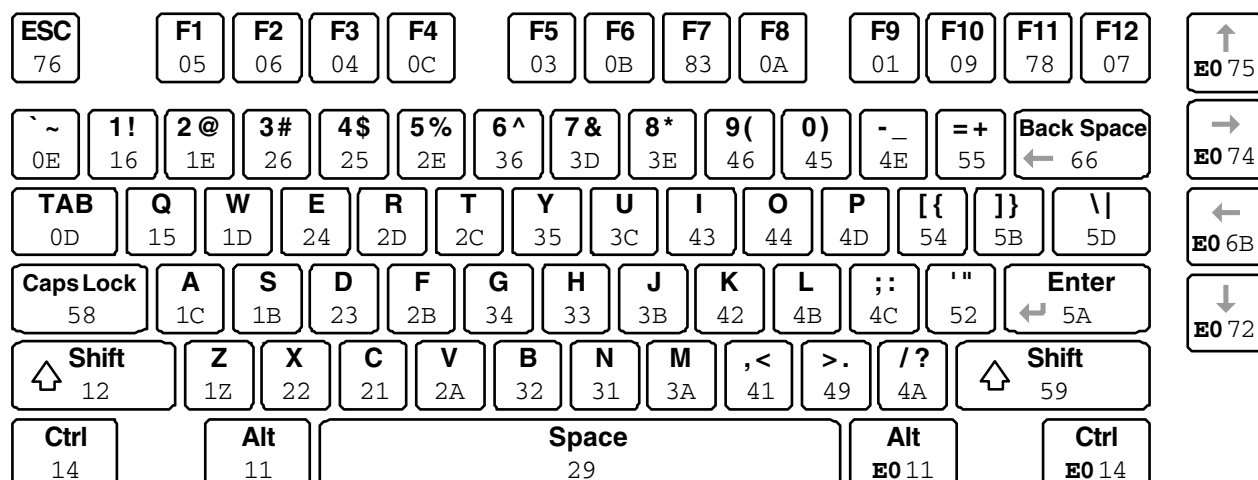 ESC F1 F2 F3 F4 F5 F6 F7 F8 F9 F10 F11 F12 ↑
76 05 06 04 0C 03 0B 83 0A 01 09 78 07 E0 75
` ~ 1! 2@ 3# 4$ 5% 6^ 7& 8* 9( 0) -_ =+ Back Space →
0E 16 1E 26 25 2E 36 3D 3E 46 45 4E 55 ← 66 E0 74
TAB Q W E R T Y U I O P [{ ]} \| ←
0D 15 1D 24 2D 2C 35 3C 43 44 4D 54 5B 5D E0 6B
Caps Lock A S D F G H J K L ;: '" Enter ↓
58 1C 1B 23 2B 34 33 3B 42 4B 4C 52 ↵ 5A E0 72
⇧ Shift Z X C V B N M ,< >. /? ⇧ Shift
12 1Z 22 21 2A 32 31 3A 41 49 4A 59
Ctrl Alt Space Alt Ctrl
14 11 29 E0 11 E0 14